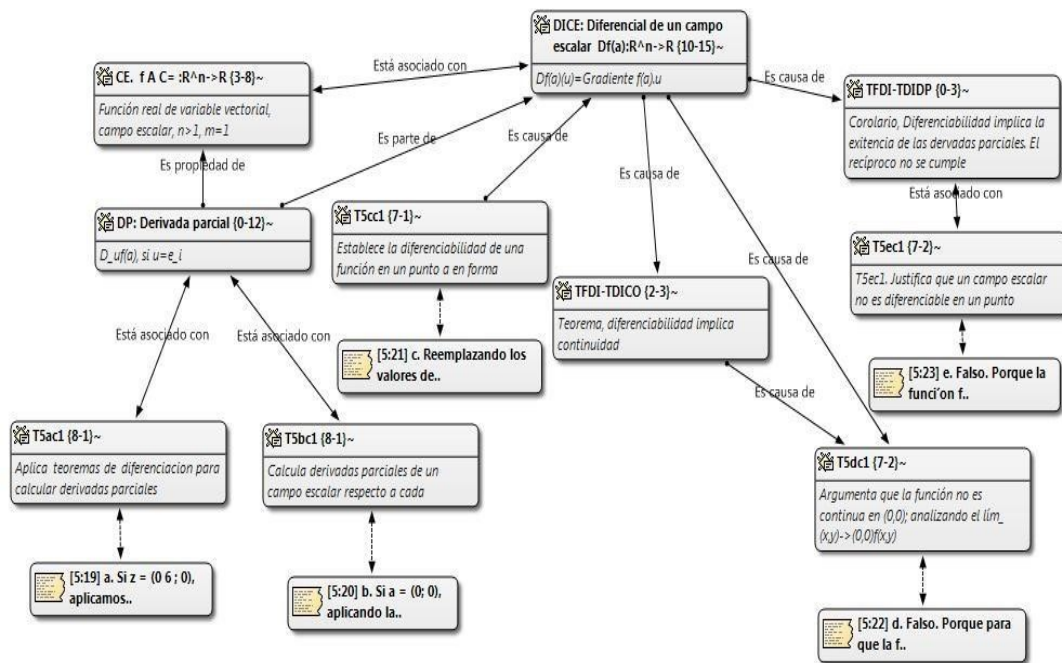 DICE: Diferencial de un campo
escalar Df(a):R^n->R {10-15}~
Df(a)(u)=Gradiente f(a).u
CE. f A C= :R^n->R {3-8}~
Función real de variable vectorial,
campo escalar, n>1, m=1
Está asociado con
Es causa de
TFDI-TDIDP {0-3}~
Corolario, Diferenciabilidad implica la
exitencia de las dervadas parciales. El
recíproco no se cumple
Es parte de
Es causa de
Es propiedad de
Es causa de
Está asociado con
DP: Derivada parcial {0-12}~
D_uf(a), si u=e_i
T5cc1 {7-1}~
Establece la diferenciabilidad de una
función en un punto a en forma
T5ec1 {7-2}~
T5ec1. Justifica que un campo escalar
no es diferenciable en un punto
Es causa de
TFDI-TDICO {2-3}~
Teorema, diferenciabilidad implica
continuidad
Está asociado con
Está asociado con
[5:21] c. Reemplazando los
valores de..
[5:23] e. Falso. Porque la
funci´on f..
Es causa de
T5ac1 {8-1}~
Aplica teoremas de diferenciacion para
calcular derivadas parciales
T5bc1 {8-1}~
Calcula derivadas parciales de un
campo escalar respecto a cada
T5dc1 {7-2}~
Argumenta que la función no es
continua en (0,0); analizando el lím_
(x,y)->(0,0)f(x,y)
[5:19] a. Si z = (0 6 ; 0),
aplicamos..
[5:20] b. Si a = (0; 0),
aplicando la..
[5:22] d. Falso. Porque para
que la f..